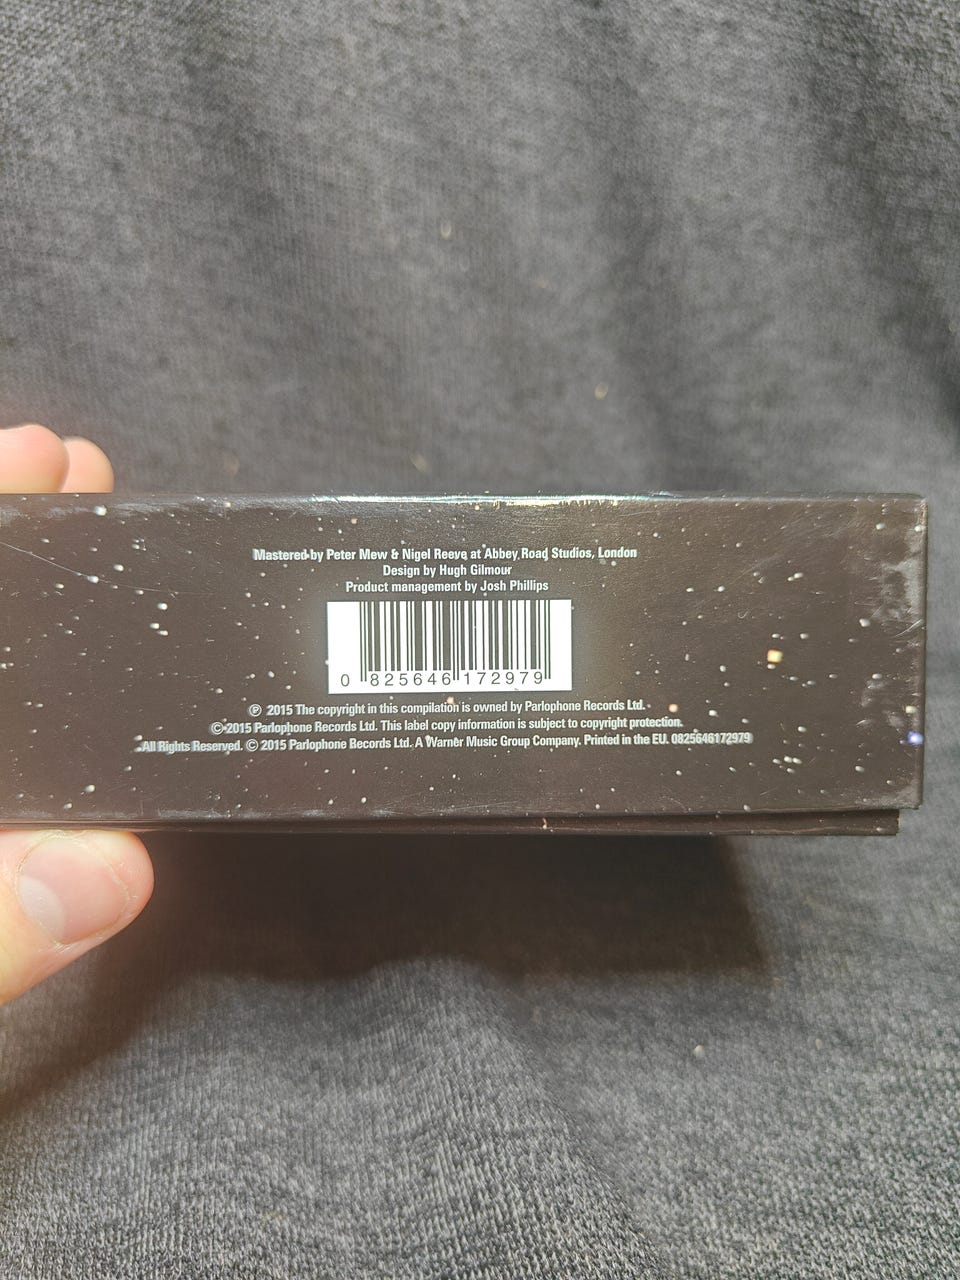 Mastered by Peter Mew & Nigel Reeve at Abbey Road Studios, London
Design by Hugh Gilmour
Product management by Josh Phillips
0 825646 172979
℗ 2015 The copyright in this compilation is owned by Parlophone Records Ltd.
© 2015 Parlophone Records Ltd. This label copy information is subject to copyright protection.
All Rights Reserved. © 2015 Parlophone Records Ltd. A Warner Music Group Company. Printed in the EU. 0825646172979